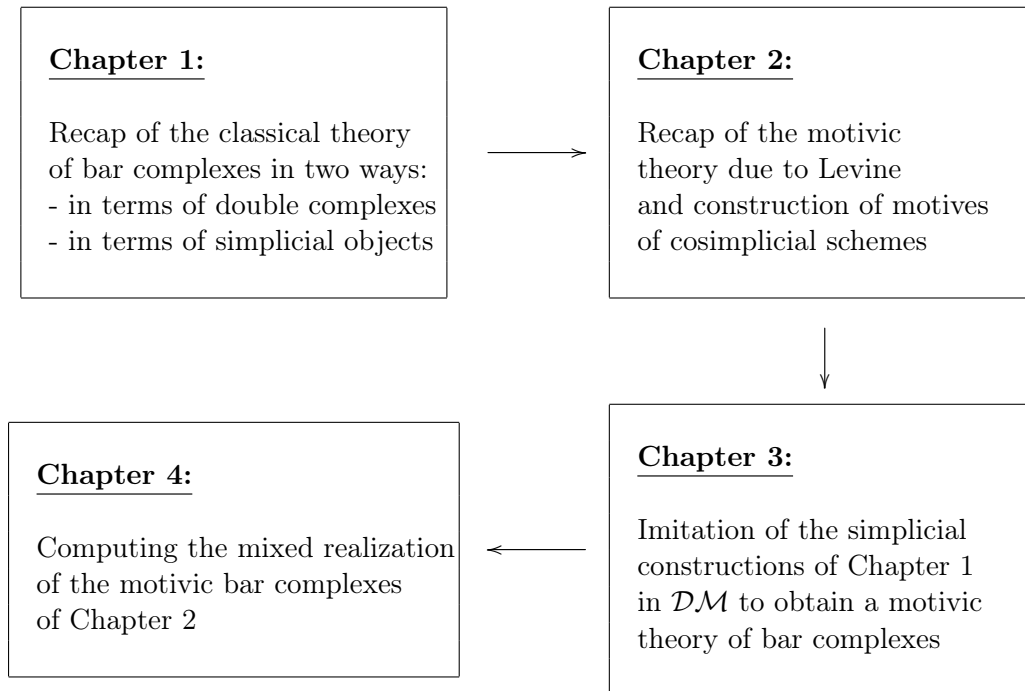 Chapter 1:
Recap of the classical theory
of bar complexes in two ways:
- in terms of double complexes
- in terms of simplicial objects
Chapter 2:
Recap of the motivic
theory due to Levine
and construction of motives
of cosimplicial schemes
Chapter 3:
Imitation of the simplicial
constructions of Chapter 1
in 𝒟ℳ to obtain a motivic
theory of bar complexes
Chapter 4:
Computing the mixed realization
of the motivic bar complexes
of Chapter 2